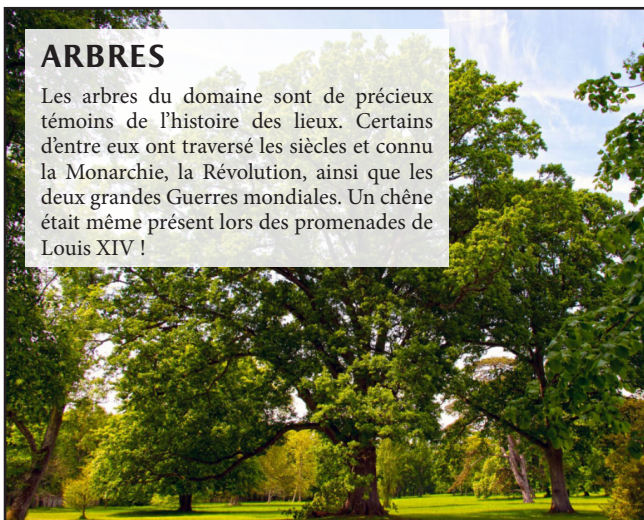 ARBRES
Les arbres du domaine sont de précieux
témoins de l’histoire des lieux. Certains
d’entre eux ont traversé les siècles et connu
la Monarchie, la Révolution, ainsi que les
deux grandes Guerres mondiales. Un chêne
était même présent lors des promenades de
Louis XIV !